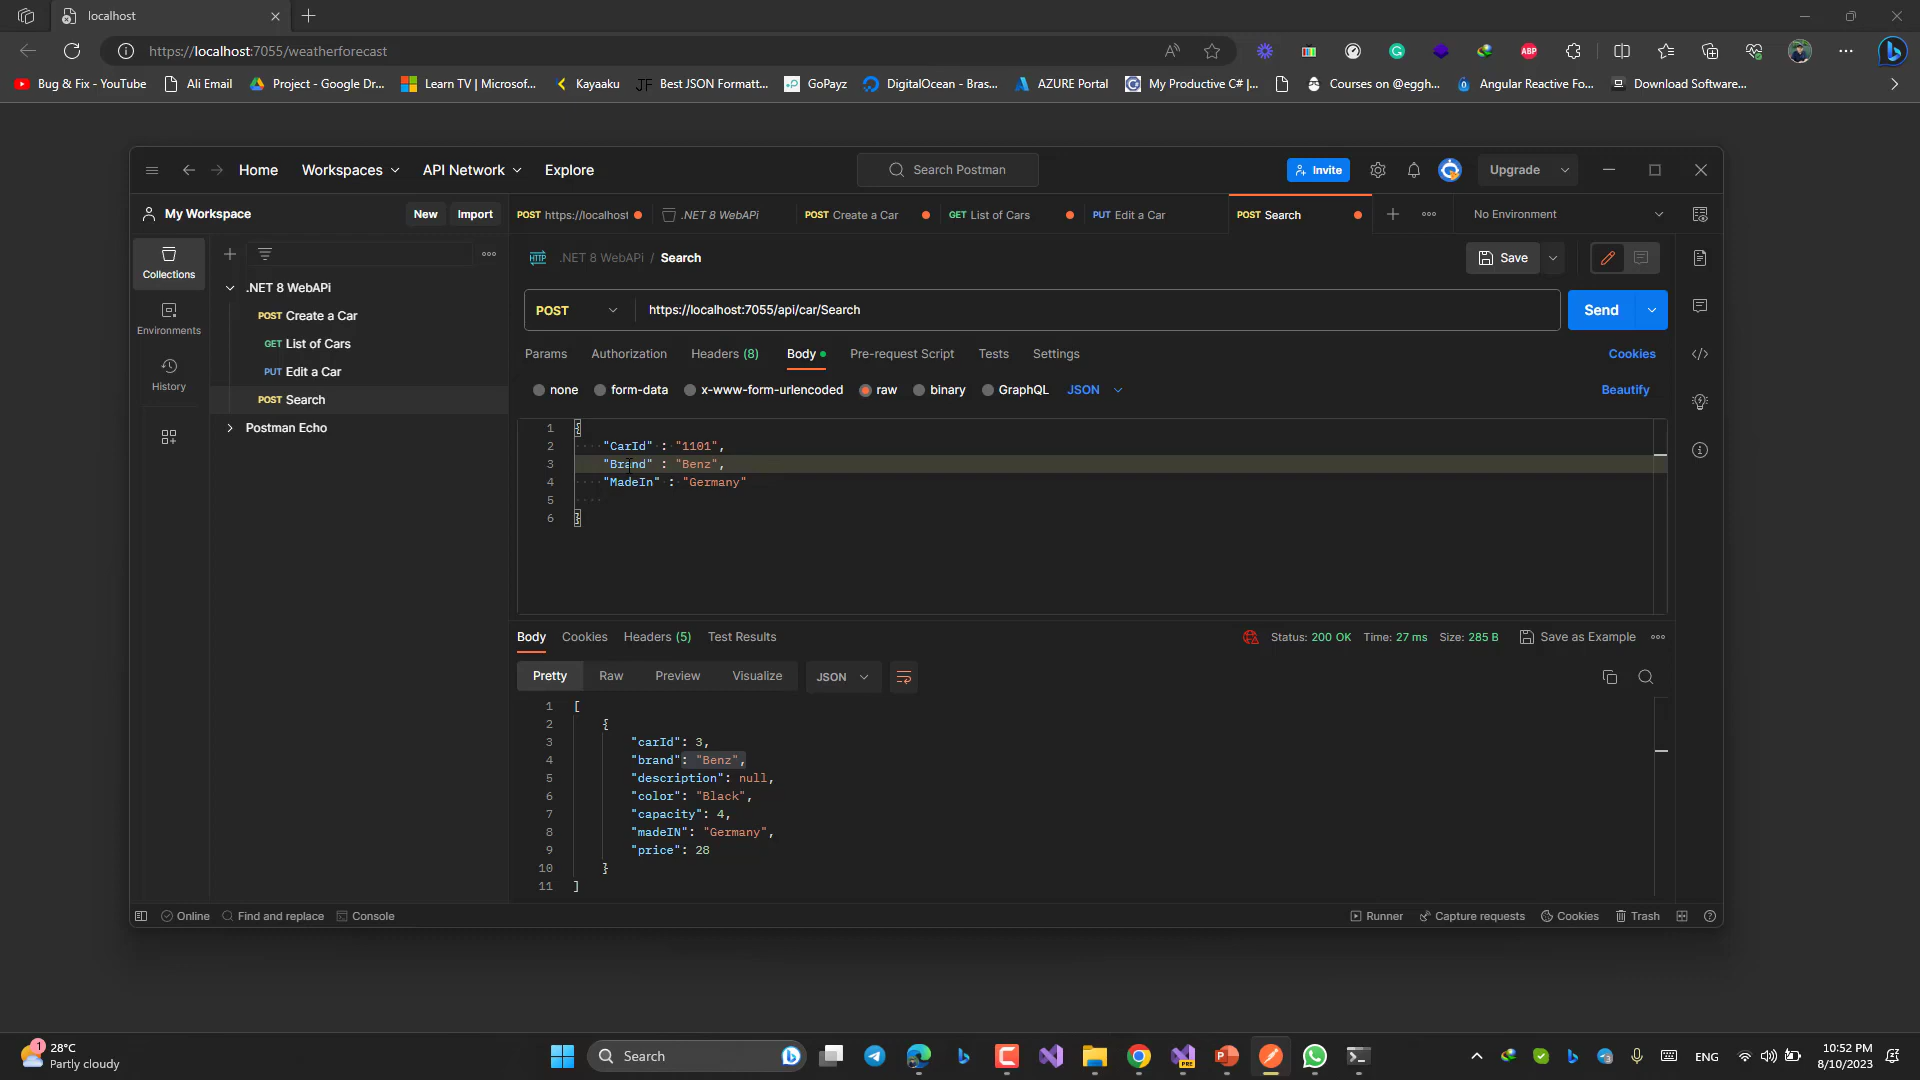 localhost
https://localhost:7055/weatherforecast
Bug & Fix - YouTube
Ali Email
Project - Google Dr...
Learn TV | Microsof...
Kayaaku
JF Best JSON Formatt...
GoPayz
DigitalOcean - Bras...
AZURE Portal
My Productive C# |...
Courses on @eggh...
Angular Reactive Fo...
Download Software...
Home
Workspaces
API Network
Explore
Search Postman
Invite
Upgrade
My Workspace
New
Import
POST https://localhost
.NET 8 WebAPi
POST Create a Car
GET List of Cars
PUT Edit a Car
POST Search
No Environment
Collections
Environments
History
.NET 8 WebAPi
POST Create a Car
GET List of Cars
PUT Edit a Car
POST Search
Postman Echo
HTTP .NET 8 WebAPi / Search
Save
POST
https://localhost:7055/api/car/Search
Send
Params
Authorization
Headers (8)
Body
Pre-request Script
Tests
Settings
Cookies
none
form-data
x-www-form-urlencoded
raw
binary
GraphQL
JSON
Beautify
1 {
2 "CarId" : "1101",
3 "Brand" : "Benz",
4 "MadeIn" : "Germany"
5
6 }
Body
Cookies
Headers (5)
Test Results
Status: 200 OK
Time: 27 ms
Size: 285 B
Save as Example
Pretty
Raw
Preview
Visualize
JSON
1 [
2 {
3 "carId": 3,
4 "brand": "Benz",
5 "description": null,
6 "color": "Black",
7 "capacity": 4,
8 "madeIN": "Germany",
9 "price": 28
10 }
11 ]
Online
Find and replace
Console
Runner
Capture requests
Cookies
Trash
1
28°C
Partly cloudy
Search
PRE
ENG
10:52 PM
8/10/2023
ABP